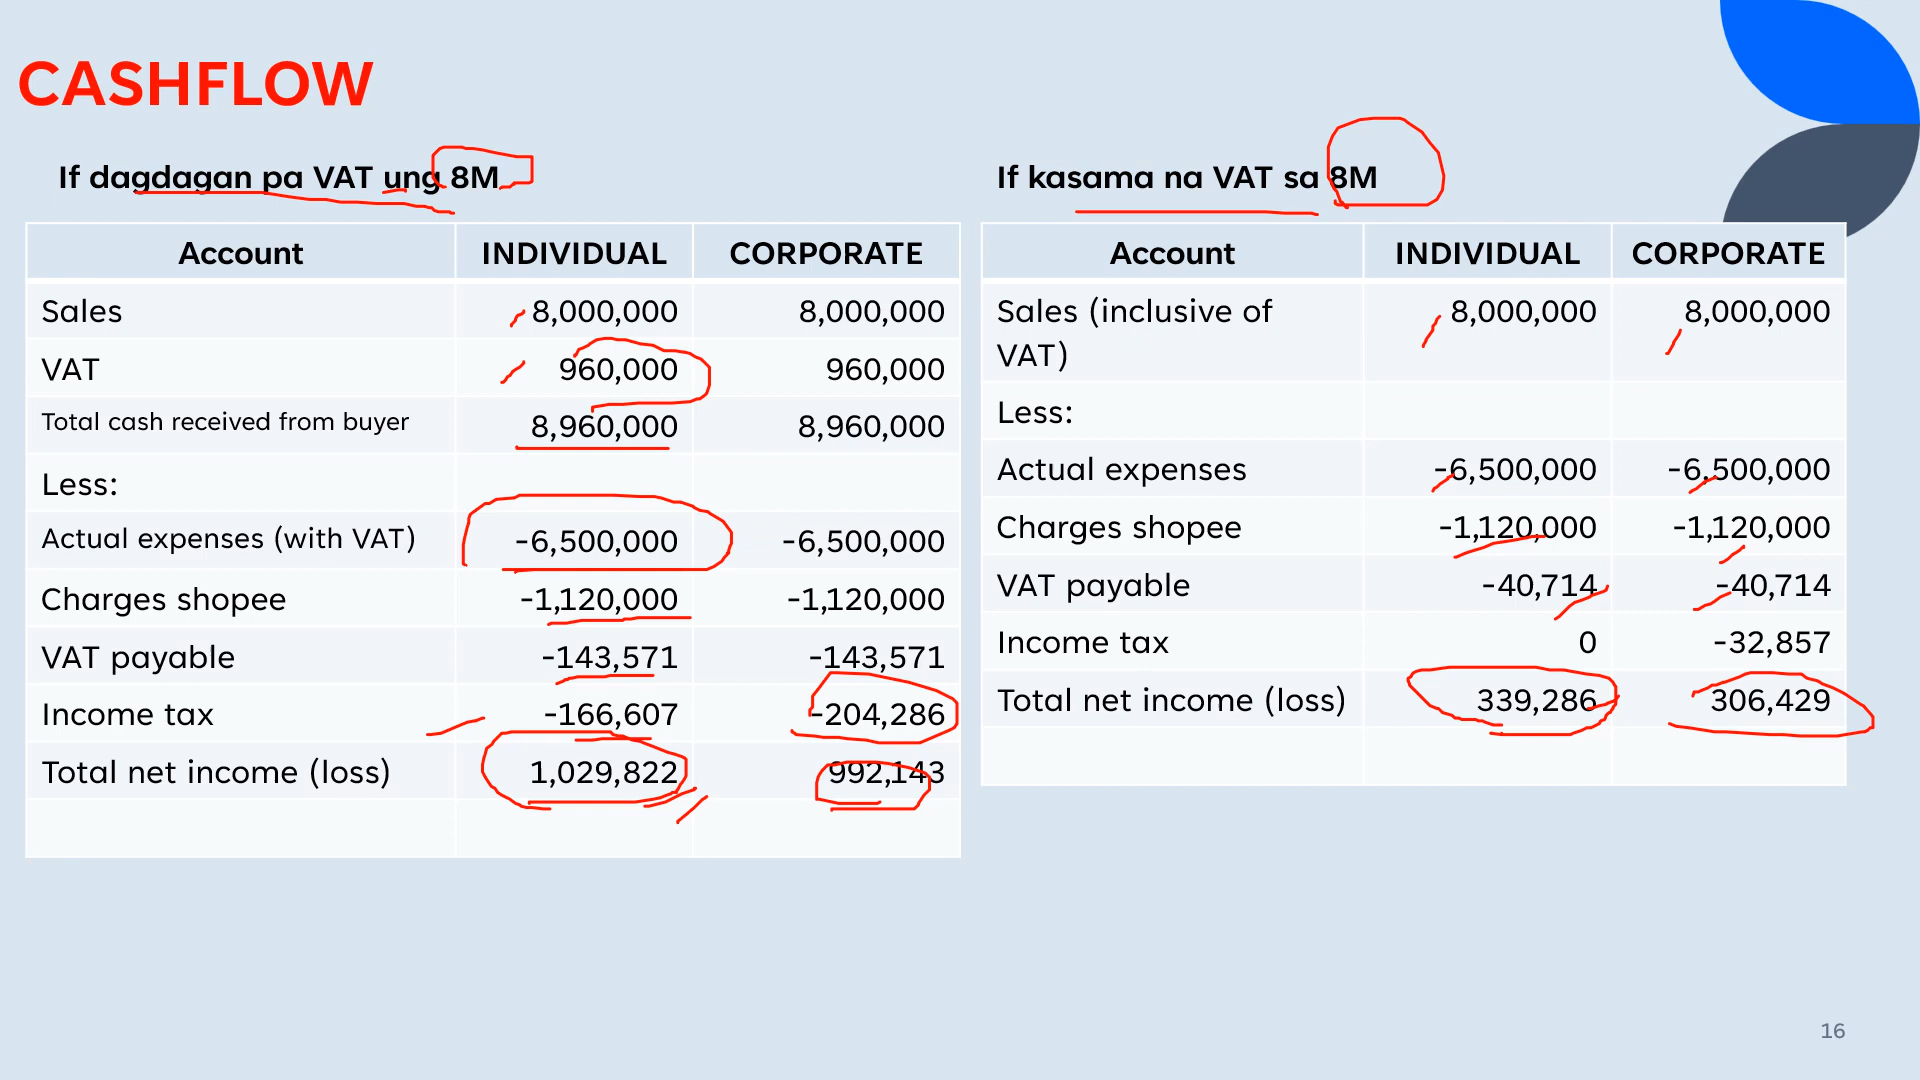 CASHFLOW
If dagdagan pa VAT ung 8M
Account INDIVIDUAL CORPORATE
Sales 8,000,000 8,000,000
VAT 960,000 960,000
Total cash received from buyer 8,960,000 8,960,000
Less:
Actual expenses (with VAT) -6,500,000 -6,500,000
Charges shopee -1,120,000 -1,120,000
VAT payable -143,571 -143,571
Income tax -166,607 -204,286
Total net income (loss) 1,029,822 992,143
If kasama na VAT sa 8M
Account INDIVIDUAL CORPORATE
Sales (inclusive of 8,000,000 8,000,000
VAT)
Less:
Actual expenses -6,500,000 -6,500,000
Charges shopee -1,120,000 -1,120,000
VAT payable -40,714 -40,714
Income tax 0 -32,857
Total net income (loss) 339,286 306,429
16